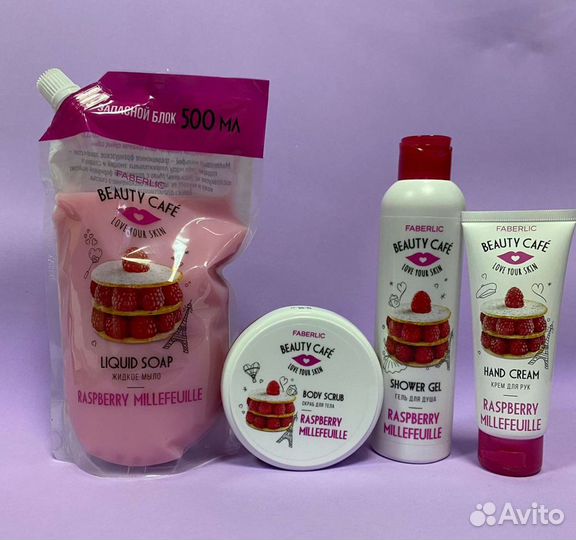 ЗАПАСНОЙ БЛОК 500 МЛ
FABERLIC
BEAUTY CAFÉ
LOVE YOUR SKIN
LIQUID SOAP
ЖИДКОЕ МЫЛО
RASPBERRY MILLEFEUILLE
FABERLIC
BEAUTY CAFÉ
LOVE YOUR SKIN
BODY SCRUB
СКРАБ ДЛЯ ТЕЛА
RASPBERRY
MILLEFEUILLE
FABERLIC
BEAUTY CAFÉ
LOVE YOUR SKIN
SHOWER GEL
ГЕЛЬ ДЛЯ ДУША
RASPBERRY
MILLEFEUILLE
FABERLIC
BEAUTY CAFÉ
LOVE YOUR SKIN
HAND CREAM
КРЕМ ДЛЯ РУК
RASPBERRY
MILLEFEUILLE
Avito